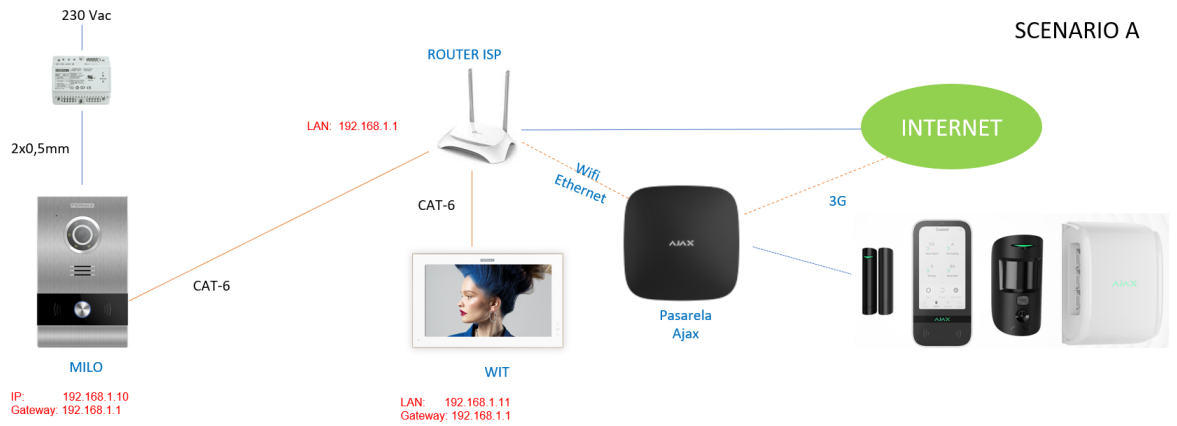 230 Vac
SCENARIO A
ROUTER ISP
LAN: 192.168.1.1
INTERNET
2x0,5mm
Wifi
Ethernet
CAT-6
3G
AJAX
CAT-6
Pasarela
Ajax
AJAX
AJAX
MILO
WIT
IP: 192.168.1.10
Gateway: 192.168.1.1
LAN: 192.168.1.11
Gateway: 192.168.1.1